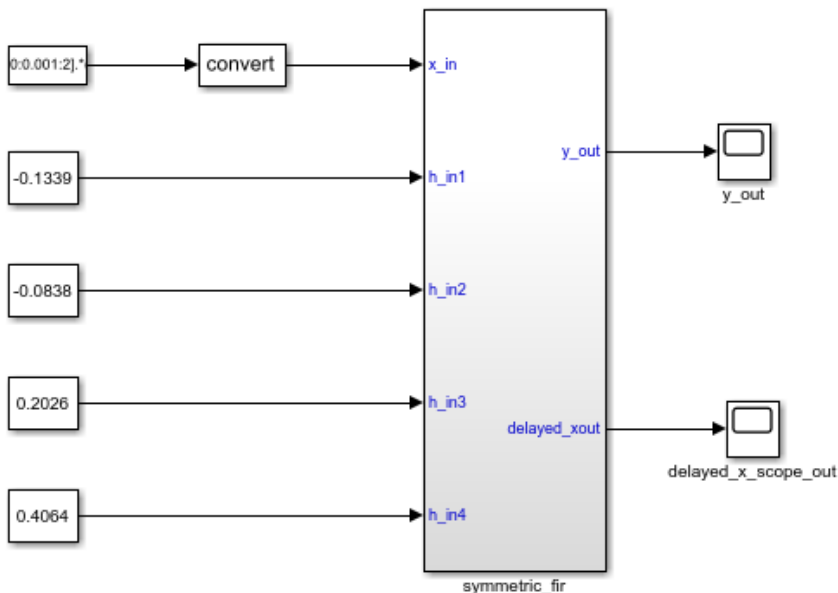 0:0.001:2].*
convert
x_in
y_out
y_out
-0.1339
h_in1
-0.0838
h_in2
0.2026
h_in3
delayed_xout
delayed_x_scope_out
0.4064
h_in4
symmetric_fir